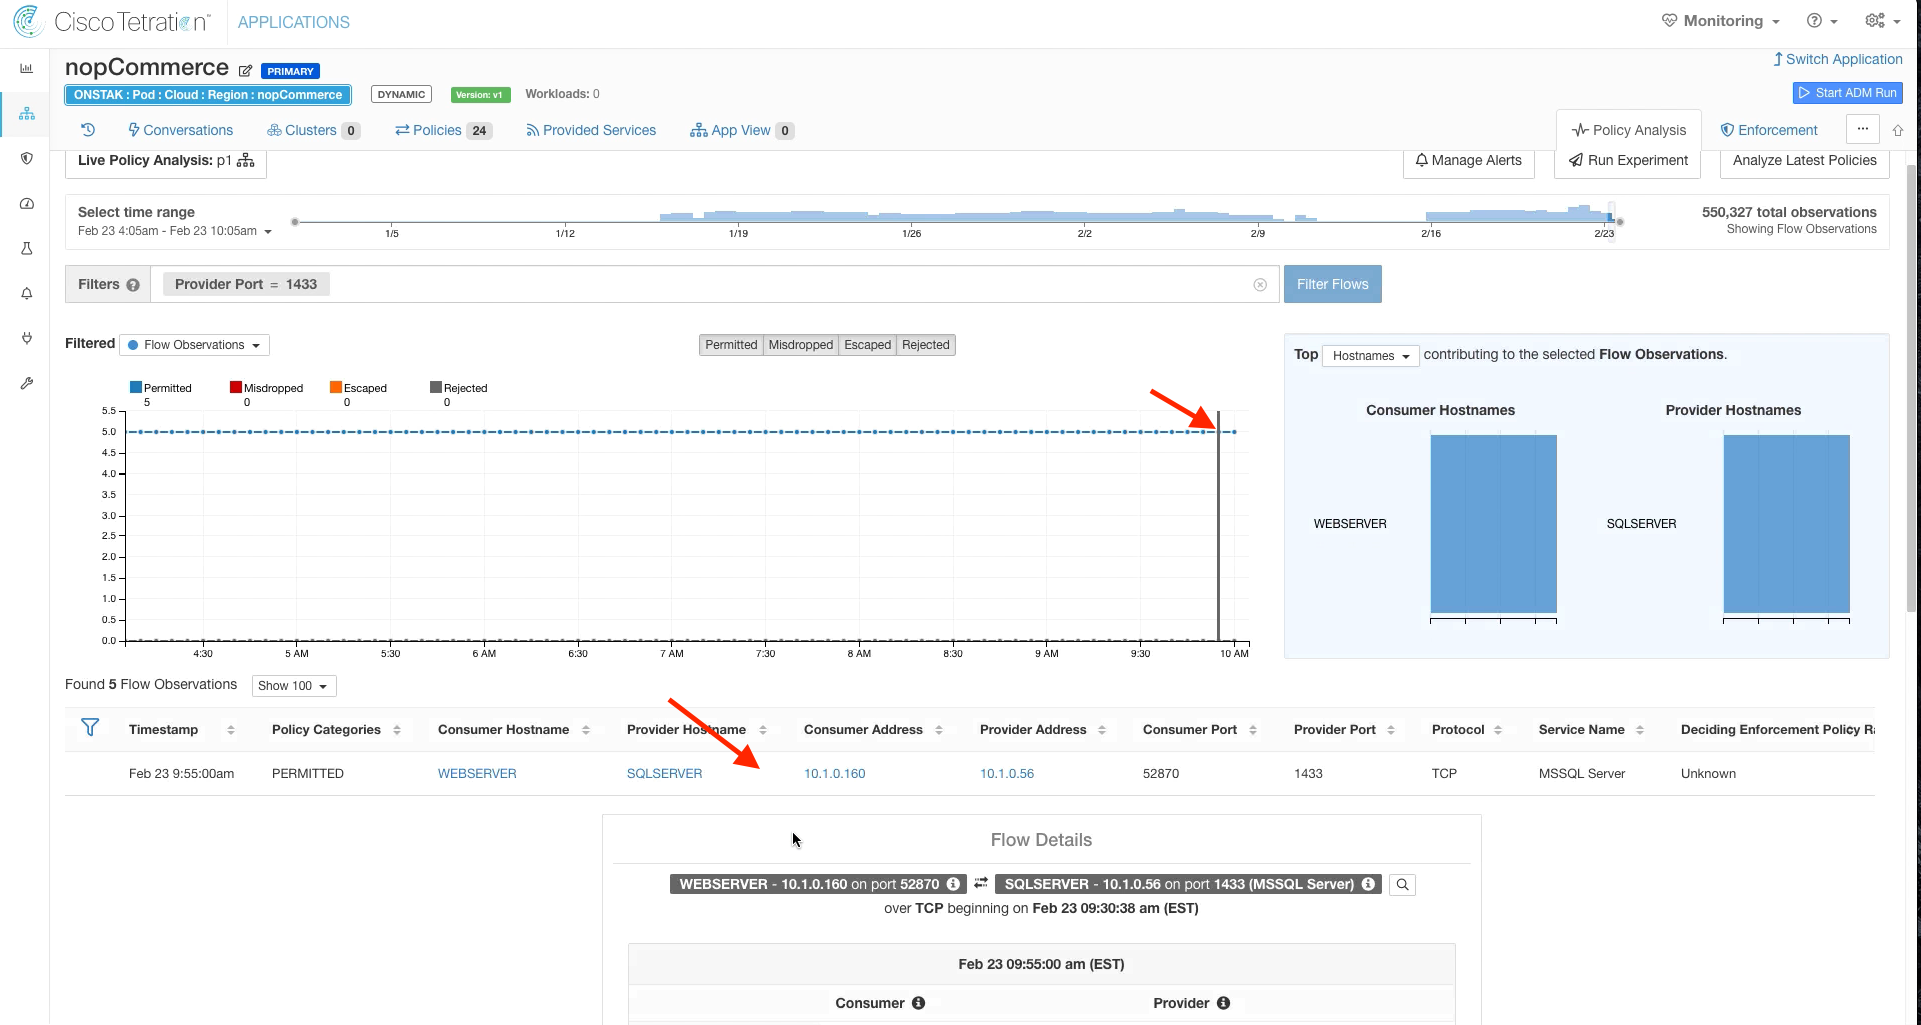 Cisco Tetration™ APPLICATIONS Monitoring
nopCommerce PRIMARY
Switch Application
ONSTAK : Pod : Cloud : Region : nopCommerce DYNAMIC Version: v1 Workloads: 0
Start ADM Run
Conversations Clusters 0 Policies 24 Provided Services App View 0 Policy Analysis Enforcement ...
Live Policy Analysis: p1 Manage Alerts Run Experiment Analyze Latest Policies
Select time range
Feb 23 4:05am - Feb 23 10:05am
1/5 1/12 1/19 1/26 2/2 2/9 2/16 2/23
550,327 total observations
Showing Flow Observations
Filters ? Provider Port = 1433 Filter Flows
Filtered Flow Observations Permitted Misdropped Escaped Rejected
Permitted Misdropped Escaped Rejected
5 0 0 0
5.5
5.0
4.5
4.0
3.5
3.0
2.5
2.0
1.5
1.0
0.5
0.0
4:30 5 AM 5:30 6 AM 6:30 7 AM 7:30 8 AM 8:30 9 AM 9:30 10 AM
Top Hostnames contributing to the selected Flow Observations.
Consumer Hostnames Provider Hostnames
WEBSERVER SQLSERVER
Found 5 Flow Observations Show 100
Timestamp Policy Categories Consumer Hostname Provider Hostname Consumer Address Provider Address Consumer Port Provider Port Protocol Service Name Deciding Enforcement Policy Ra
Feb 23 9:55:00am PERMITTED WEBSERVER SQLSERVER 10.1.0.160 10.1.0.56 52870 1433 TCP MSSQL Server Unknown
Flow Details
WEBSERVER - 10.1.0.160 on port 52870 SQLSERVER - 10.1.0.56 on port 1433 (MSSQL Server)
over TCP beginning on Feb 23 09:30:38 am (EST)
Feb 23 09:55:00 am (EST)
Consumer Provider